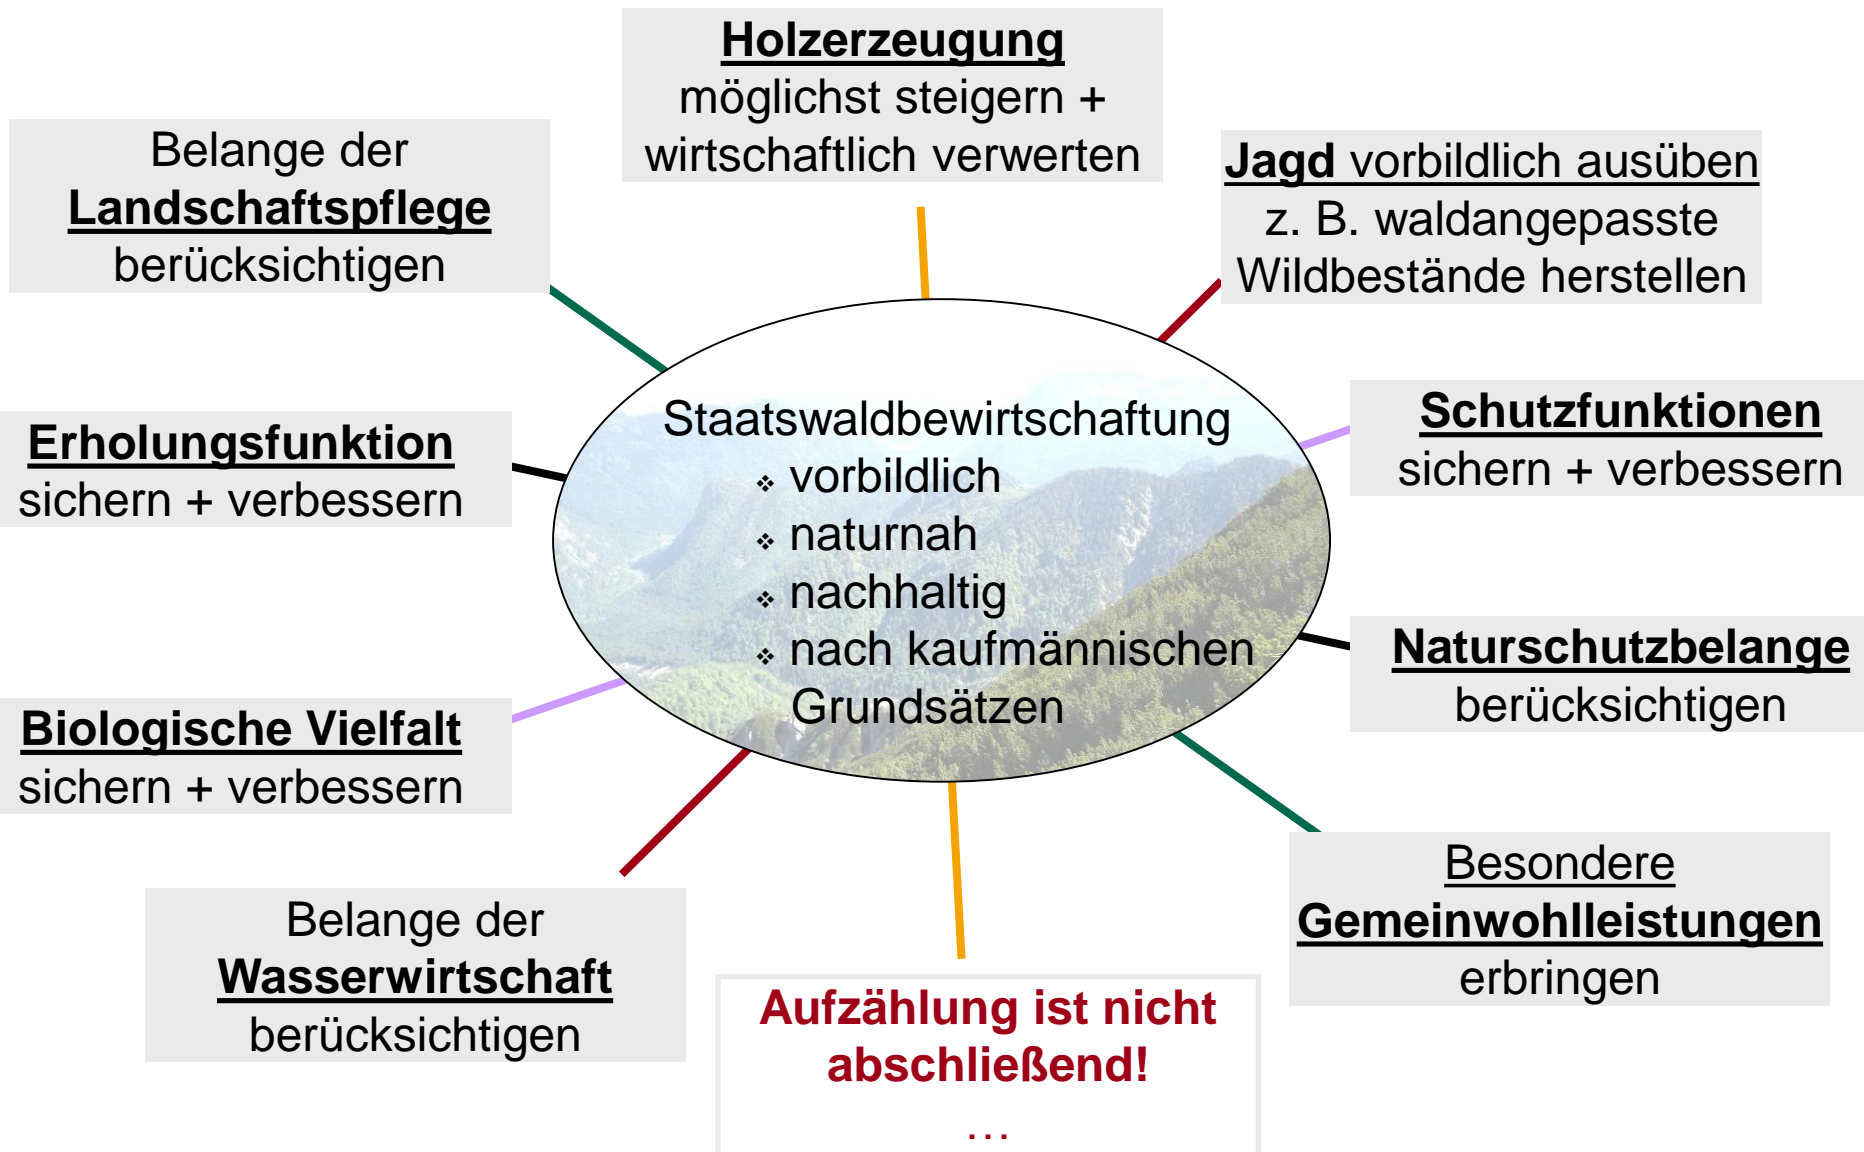 Holzerzeugung
möglichst steigern +
wirtschaftlich verwerten
Belange der
Landschaftspflege
berücksichtigen
Jagd vorbildlich ausüben
z. B. waldangepasste
Wildbestände herstellen
Erholungsfunktion
sichern + verbessern
Staatswaldbewirtschaftung
❖ vorbildlich
❖ naturnah
❖ nachhaltig
❖ nach kaufmännischen
Grundsätzen
Schutzfunktionen
sichern + verbessern
Naturschutzbelange
berücksichtigen
Biologische Vielfalt
sichern + verbessern
Besondere
Gemeinwohlleistungen
erbringen
Belange der
Wasserwirtschaft
berücksichtigen
Aufzählung ist nicht
abschließend!
…